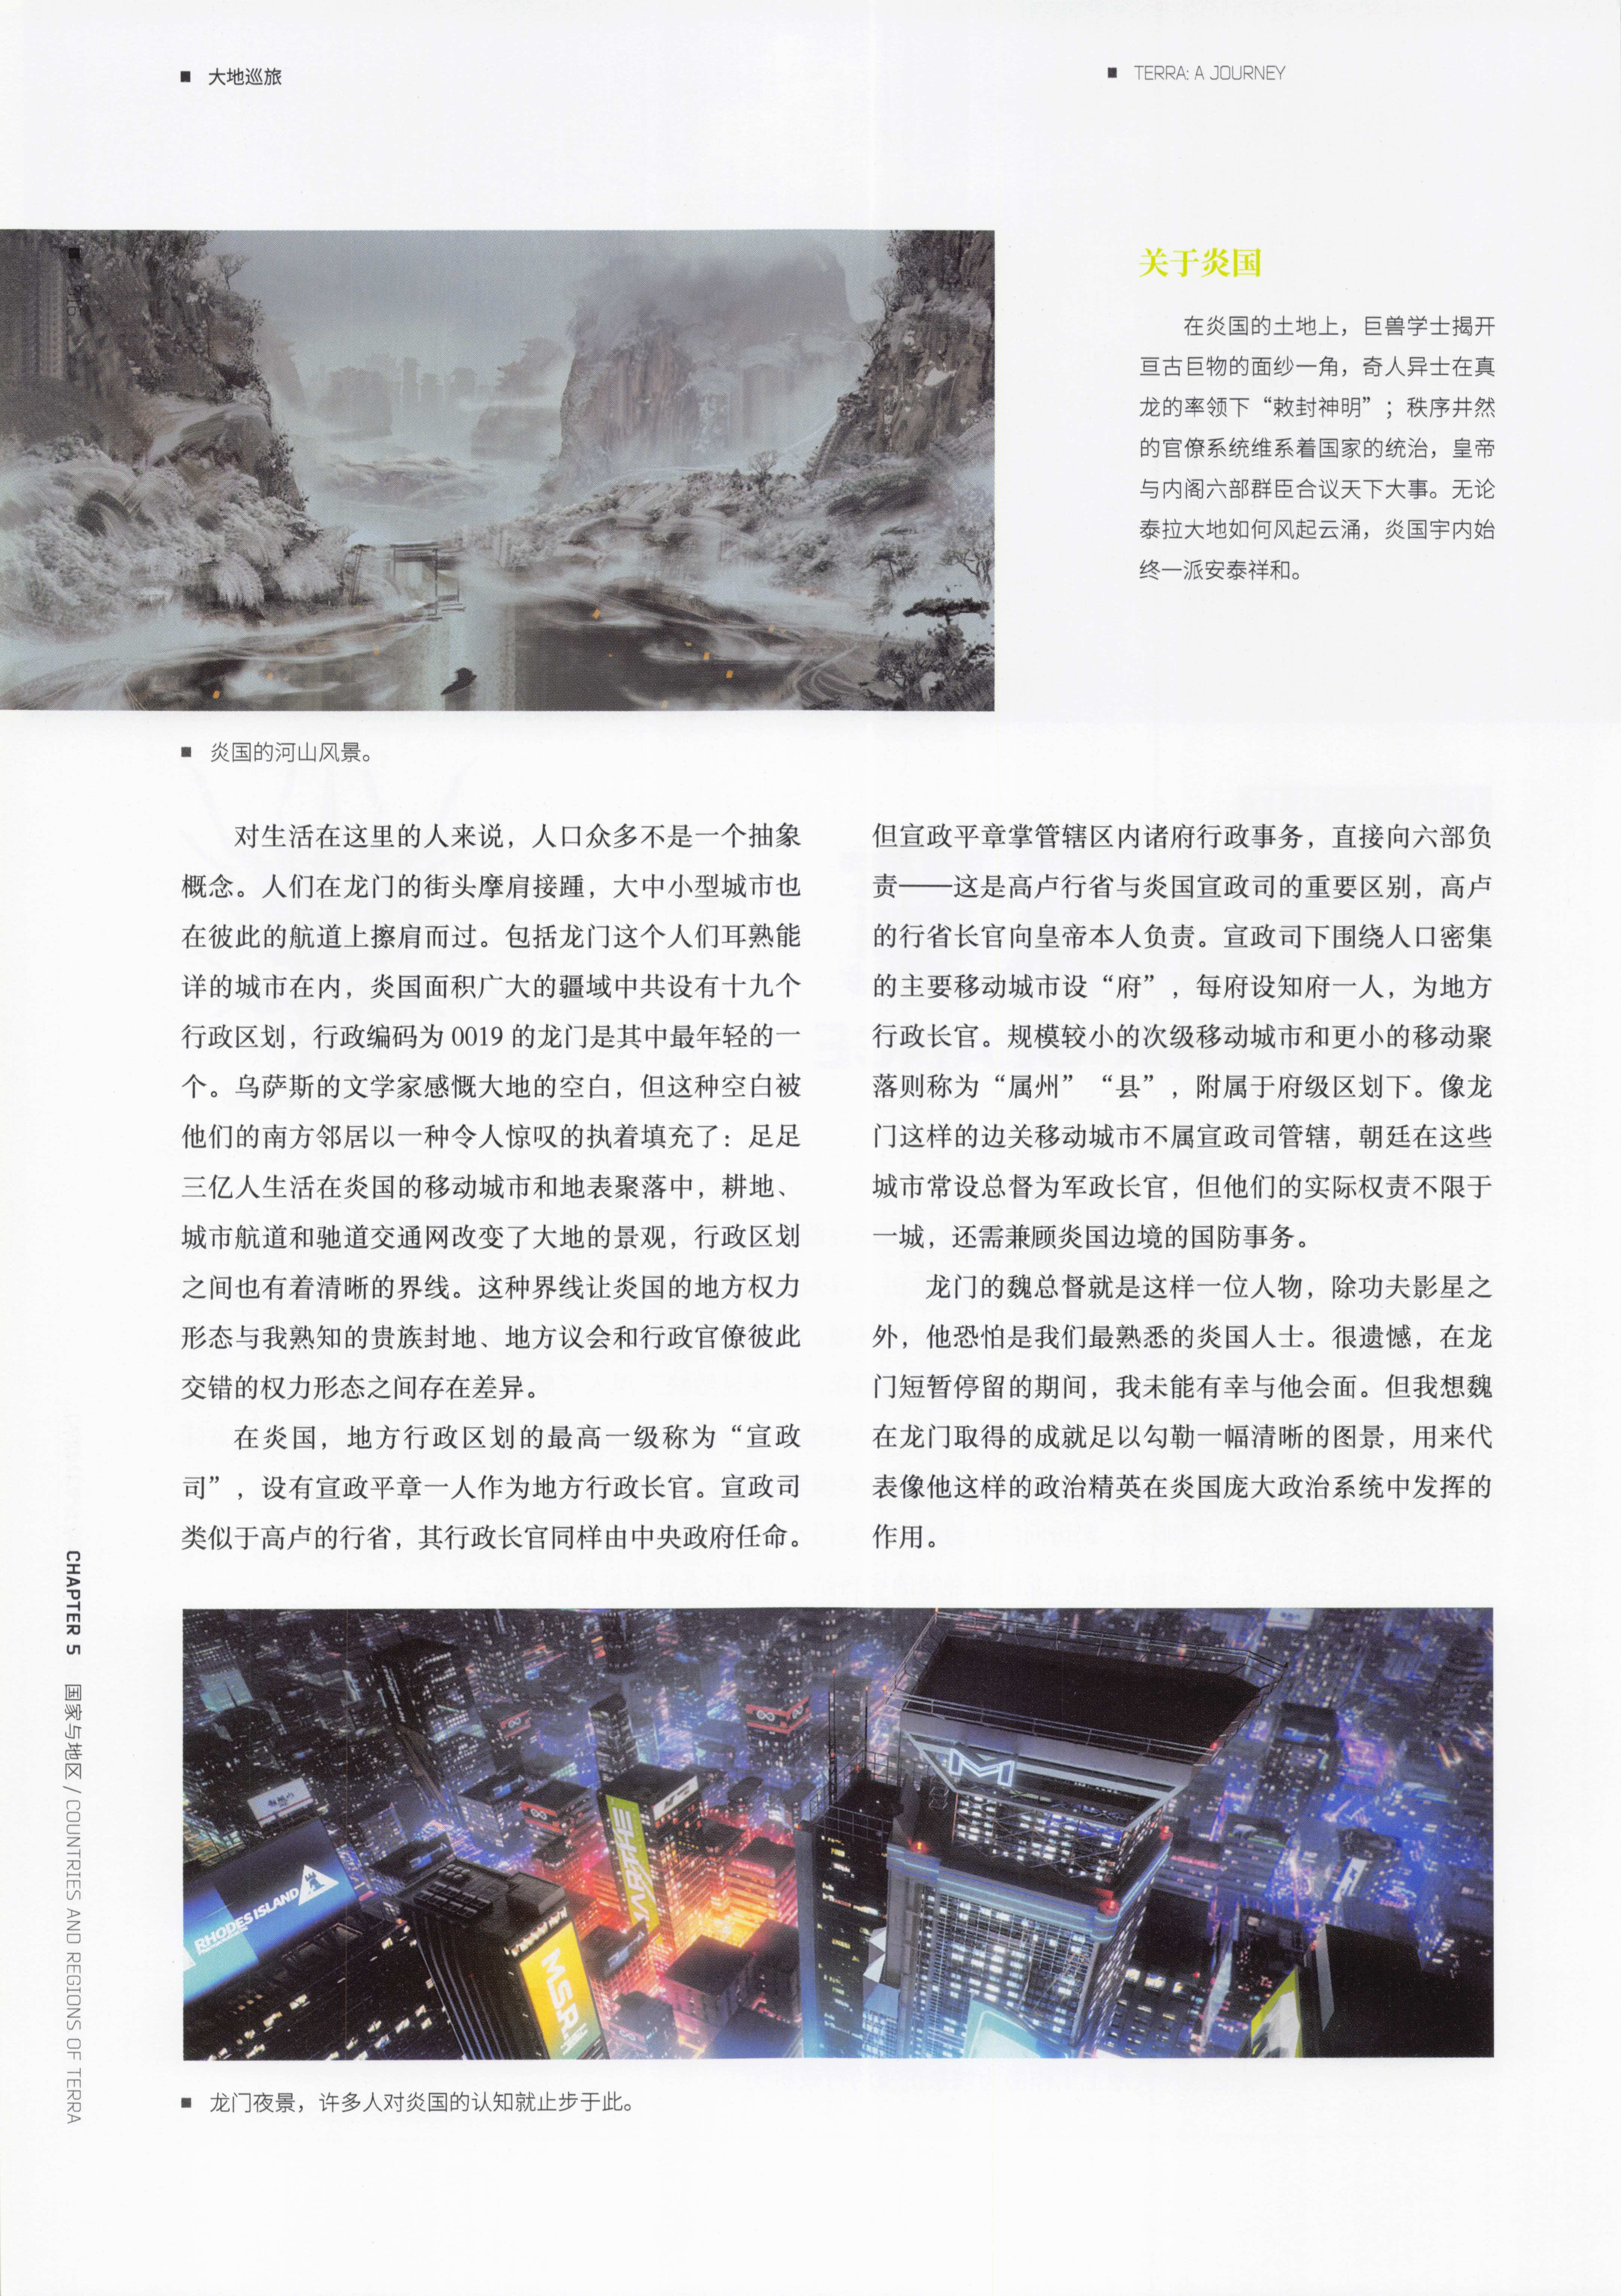 大地巡旅
TERRA: A JOURNEY
关于炎国
在炎国的土地上，巨兽学士揭开
亘古巨物的面纱一角，奇人异士在真
龙的率领下“敕封神明”；秩序井然
的官僚系统维系着国家的统治，皇帝
与内阁六部群臣合议天下大事。无论
泰拉大地如何风起云涌，炎国宇内始
终一派安泰祥和。
炎国的河山风景。
对生活在这里的人来说，人口众多不是一个抽象
概念。人们在龙门的街头摩肩接踵，大中小型城市也
在彼此的航道上擦肩而过。包括龙门这个人们耳熟能
详的城市在内，炎国面积广大的疆域中共设有十九个
行政区划，行政编码为 0019 的龙门是其中最年轻的一
个。乌萨斯的文学家感慨大地的空白，但这种空白被
他们的南方邻居以一种令人惊叹的执着填充了：足足
三亿人生活在炎国的移动城市和地表聚落中，耕地、
城市航道和驰道交通网改变了大地的景观，行政区划
之间也有着清晰的界线。这种界线让炎国的地方权力
形态与我熟知的贵族封地、地方议会和行政官僚彼此
交错的权力形态之间存在差异。
在炎国，地方行政区划的最高一级称为“宣政
司”，设有宣政平章一人作为地方行政长官。宣政司
类似于高卢的行省，其行政长官同样由中央政府任命。
但宣政平章掌管辖区内诸府行政事务，直接向六部负
责——这是高卢行省与炎国宣政司的重要区别，高卢
的行省长官向皇帝本人负责。宣政司下围绕人口密集
的主要移动城市设“府”，每府设知府一人，为地方
行政长官。规模较小的次级移动城市和更小的移动聚
落则称为“属州”“县”，附属于府级区划下。像龙
门这样的边关移动城市不属宣政司管辖，朝廷在这些
城市常设总督为军政长官，但他们的实际权责不限于
一城，还需兼顾炎国边境的国防事务。
龙门的魏总督就是这样一位人物，除功夫影星之
外，他恐怕是我们最熟悉的炎国人士。很遗憾，在龙
门短暂停留的期间，我未能有幸与他会面。但我想魏
在龙门取得的成就足以勾勒一幅清晰的图景，用来代
表像他这样的政治精英在炎国庞大政治系统中发挥的
作用。
RHODES ISLAND
MSR
M
龙门夜景，许多人对炎国的认知就止步于此。
CHAPTER 5 国家与地区 / COUNTRIES AND REGIONS OF TERRA